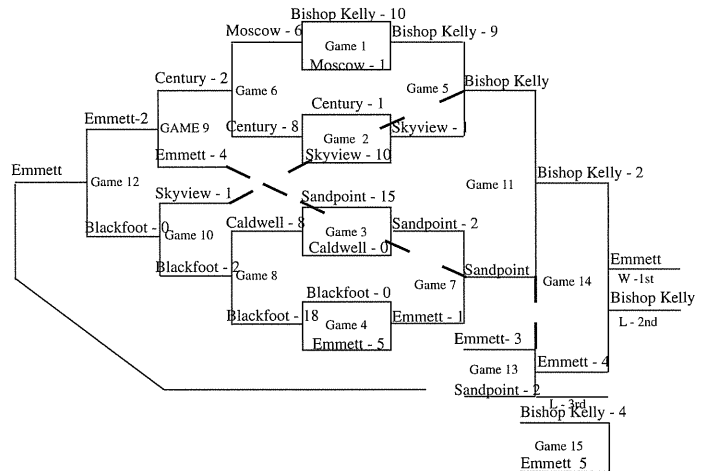 Bishop Kelly - 10
Moscow - 6
Bishop Kelly - 9
Game 1
Moscow - 1
Century - 2
Game 6
Game 5
Bishop Kelly
Century - 1
Emmett-2
GAME 9
Century - 8
Game 2
Skyview - 1
Emmett - 4
Skyview - 10
Emmett
Game 12
Game 11
Bishop Kelly - 2
Skyview - 1
Sandpoint - 15
Blackfoot - 0
Game 10
Caldwell - 8
Game 3
Sandpoint - 2
Caldwell - 0
Blackfoot - 2
Game 8
Game 7
Sandpoint
Game 14
Emmett
W -1st
Blackfoot - 0
Bishop Kelly
Blackfoot - 18
Game 4
Emmett - 1
L - 2nd
Emmett - 5
Emmett- 3
Game 13
Emmett - 4
Sandpoint - 2
L - 3rd
Bishop Kelly - 4
Game 15
Emmett 5